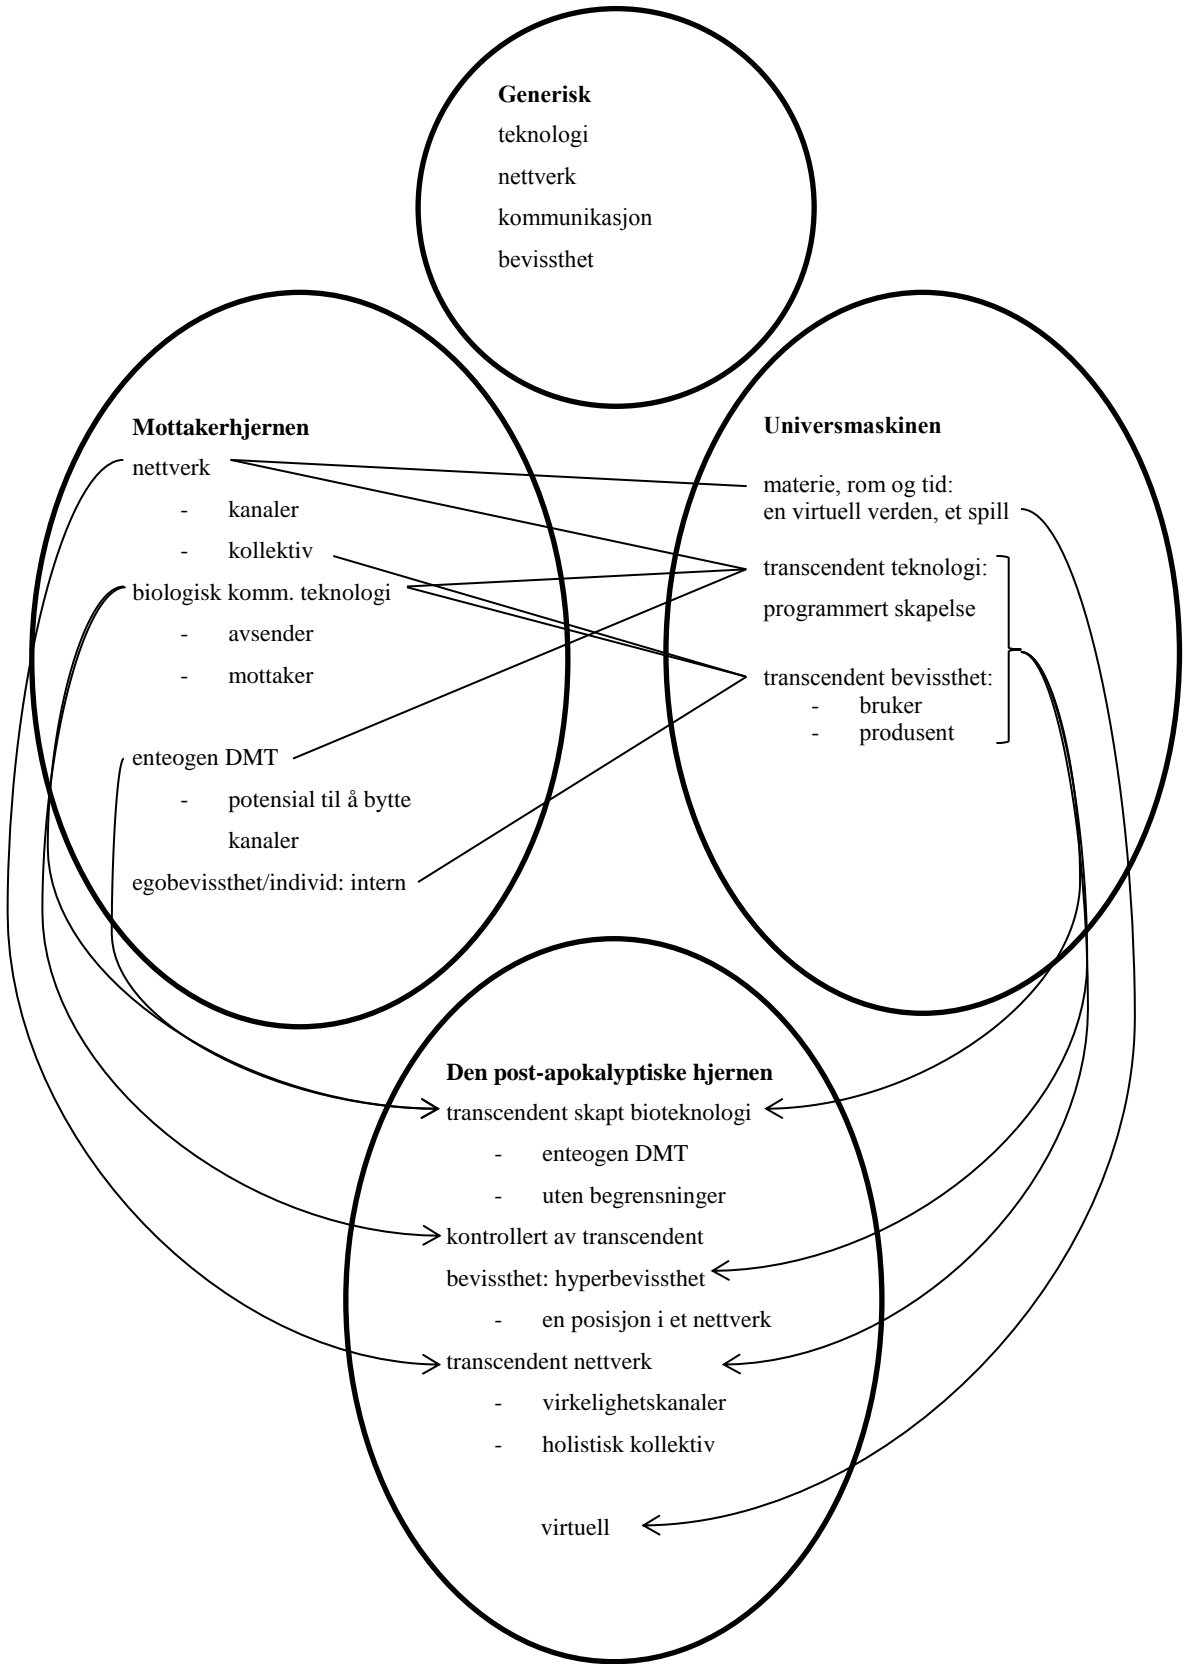 Generisk
teknologi
nettverk
kommunikasjon
bevissthet
Mottakerhjernen
nettverk
- kanaler
- kollektiv
biologisk komm. teknologi
- avsender
- mottaker
enteogen DMT
- potensial til å bytte
kanaler
egobevissthet/individ: intern
Universmaskinen
materie, rom og tid:
en virtuell verden, et spill
transcendent teknologi:
programmert skapelse
transcendent bevissthet:
- bruker
- produsent
Den post-apokalyptiske hjernen
transcendent skapt bioteknologi
- enteogen DMT
- uten begrensninger
kontrollert av transcendent
bevissthet: hyperbevissthet
- en posisjon i et nettverk
transcendent nettverk
- virkelighetskanaler
- holistisk kollektiv
virtuell